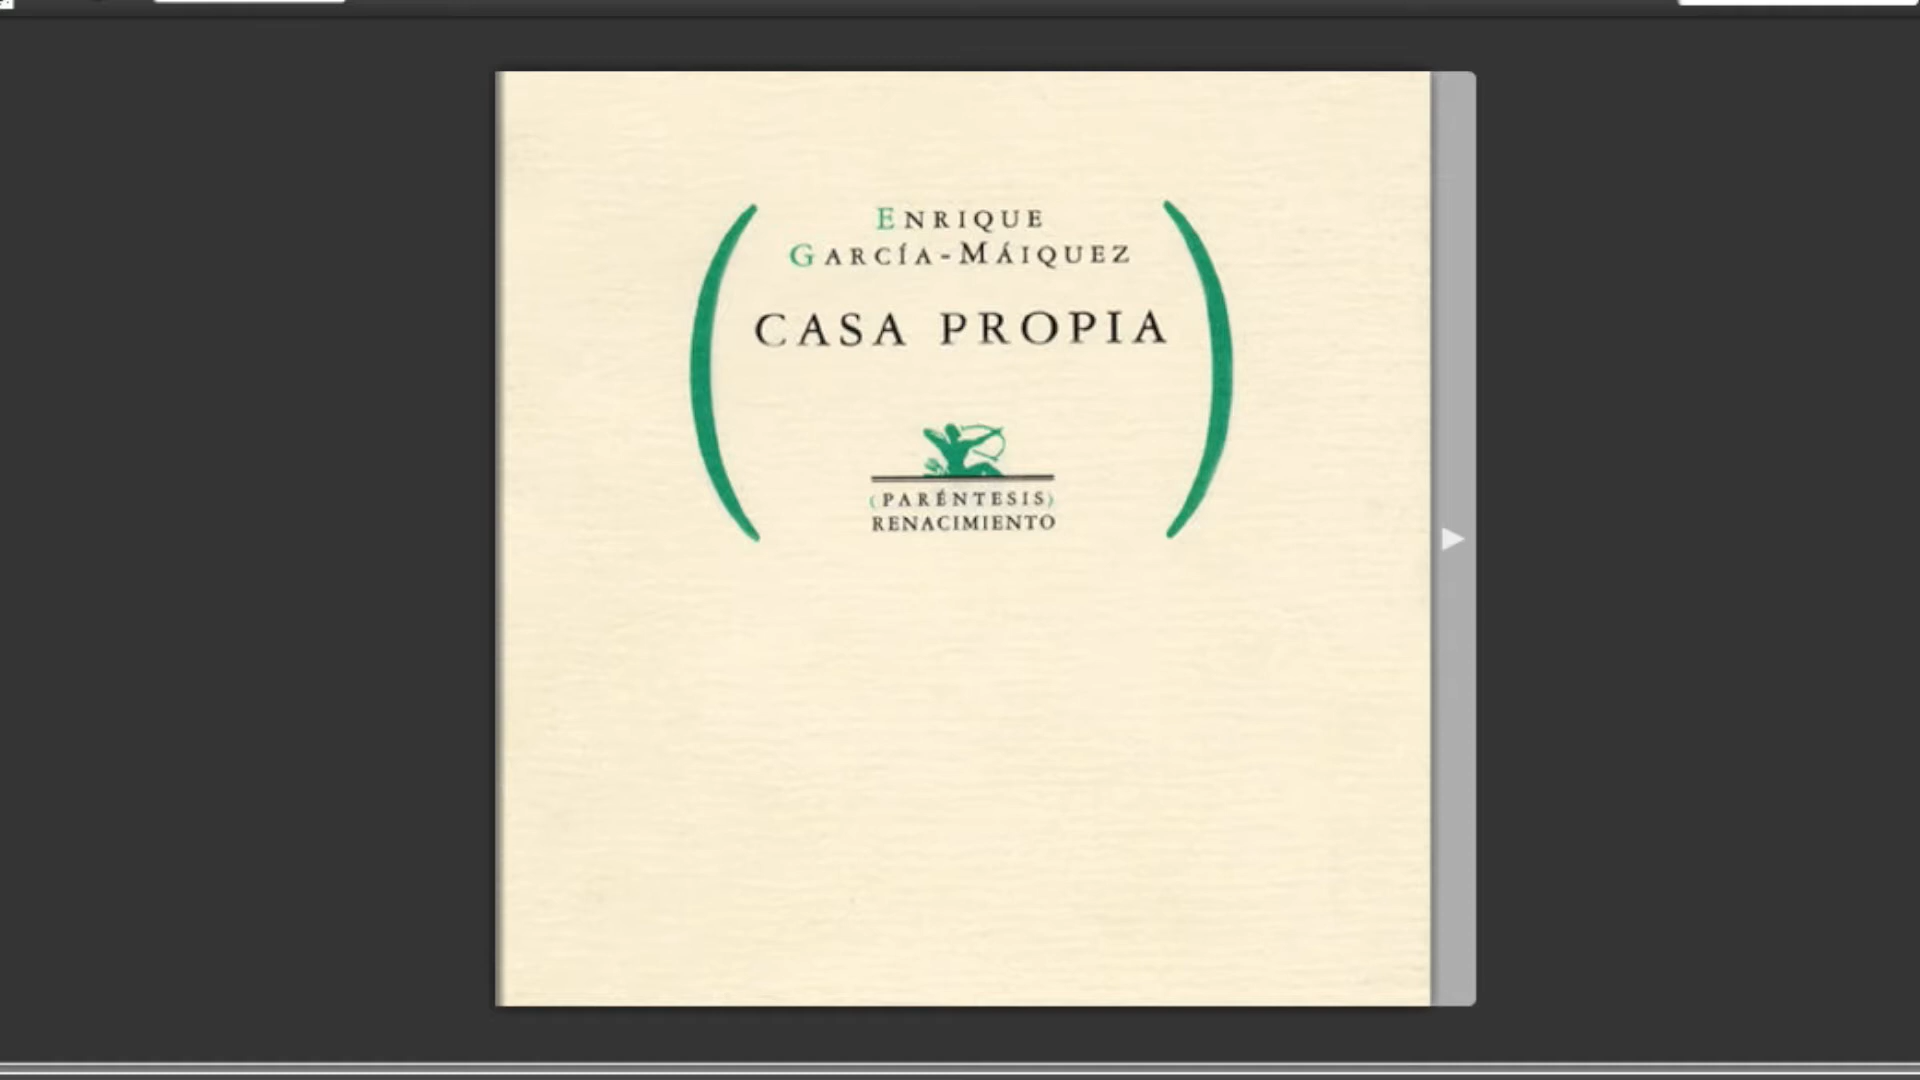 ENRIQUE
GARCÍA-MÁIQUEZ
CASA PROPIA
(PARÉNTESIS)
RENACIMIENTO